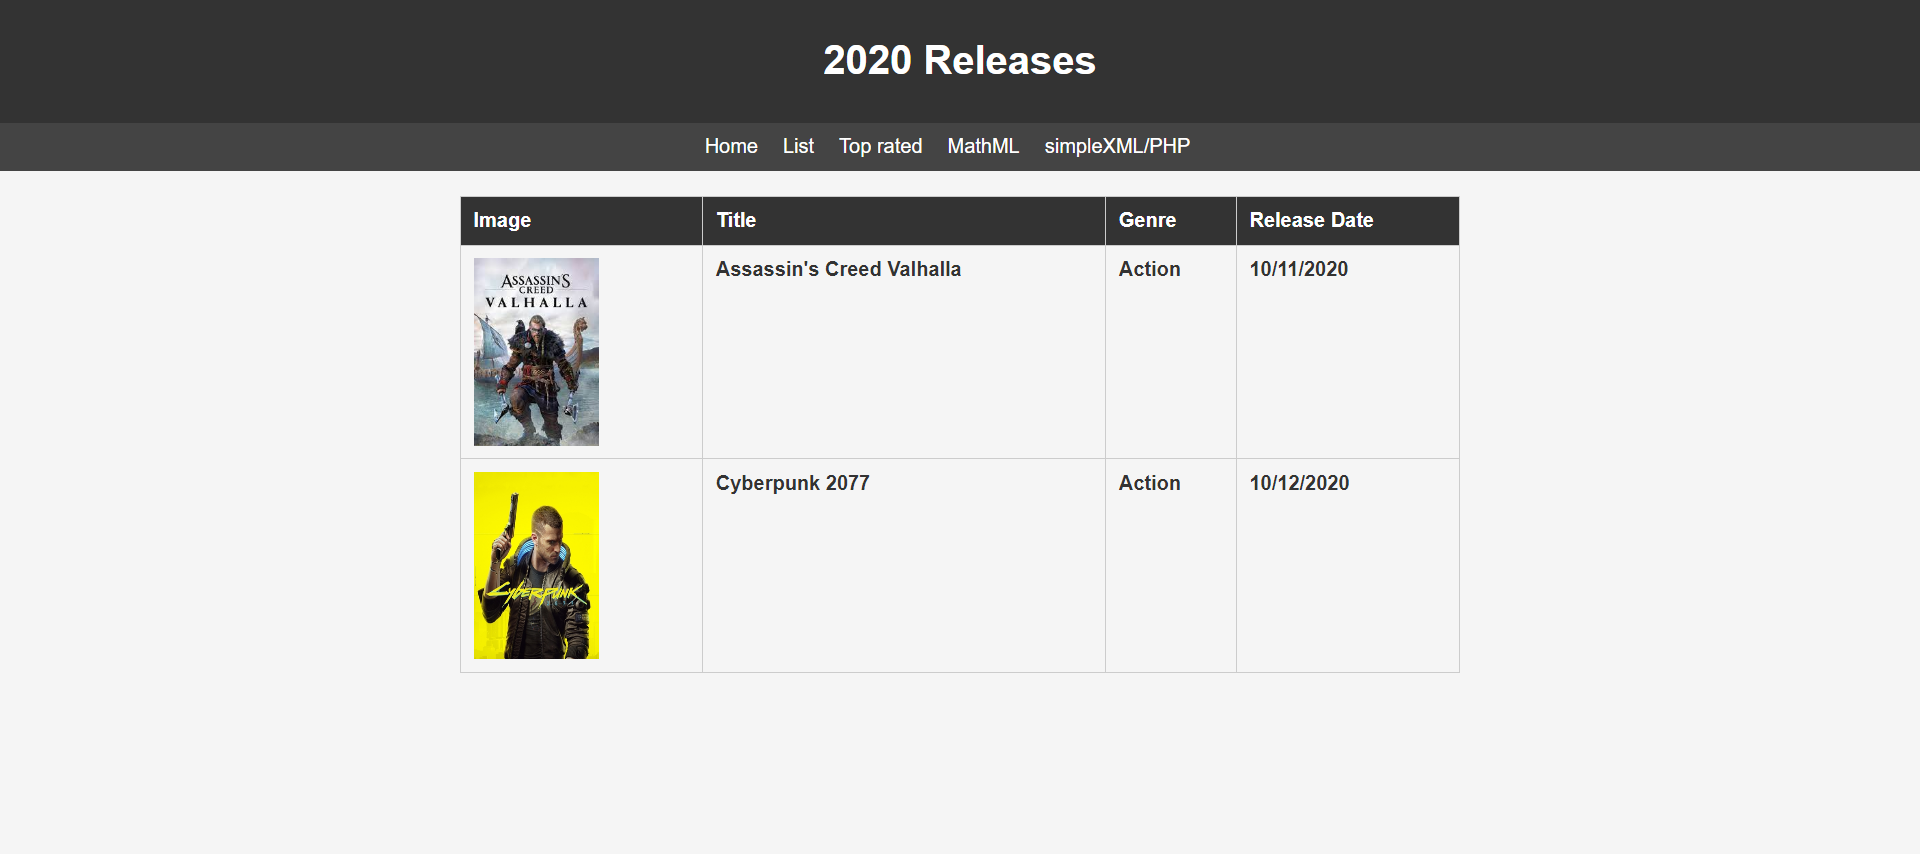 2020 Releases
Home List Top rated MathML simpleXML/PHP
Image Title Genre Release Date
ASSASSIN'S
CREED
VALHALLA
Assassin's Creed Valhalla Action 10/11/2020
Cyberpunk 2077 Action 10/12/2020
CYBERPUNK